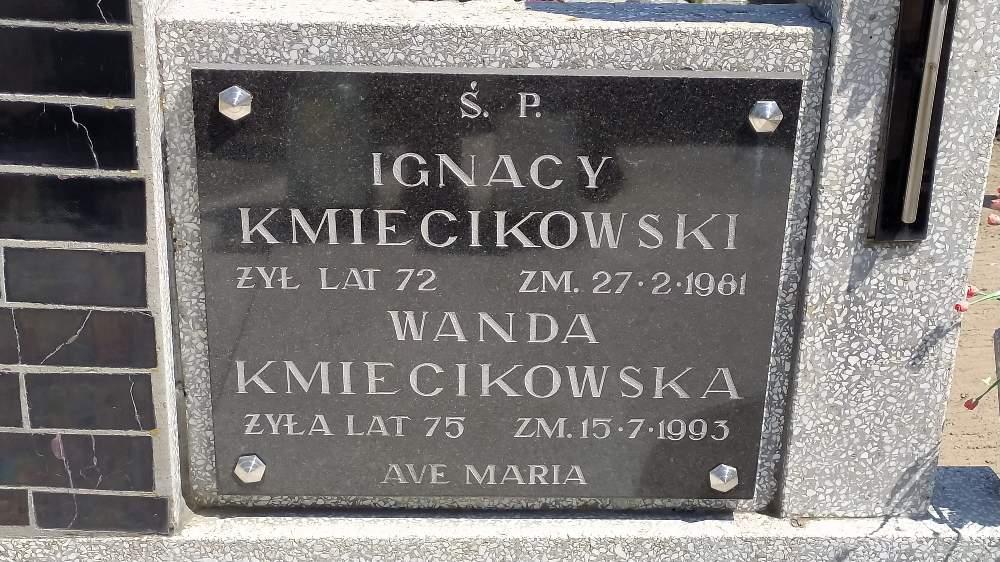 Ś. P.
IGNACY
KMIECIKOWSKI
ŻYŁ LAT 72 ZM. 27·2·1981
WANDA
KMIECIKOWSKA
ŻYŁA LAT 75 ZM. 15·7·1993
AVE MARIA